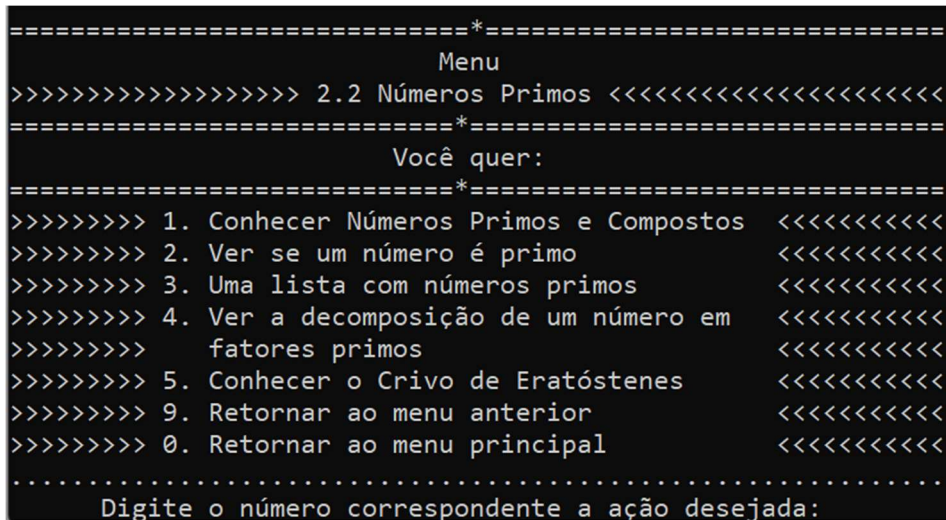 ==============================*==============================
Menu
>>>>>>>>>>>>>>>>>>> 2.2 Números Primos <<<<<<<<<<<<<<<<<<<<<<
=============================*===============================
Você quer:
=============================*===============================
>>>>>>>>> 1. Conhecer Números Primos e Compostos <<<<<<<<<<<
>>>>>>>>> 2. Ver se um número é primo <<<<<<<<<<<
>>>>>>>>> 3. Uma lista com números primos <<<<<<<<<<<
>>>>>>>>> 4. Ver a decomposição de um número em <<<<<<<<<<<
>>>>>>>>> fatores primos <<<<<<<<<<<
>>>>>>>>> 5. Conhecer o Crivo de Eratóstenes <<<<<<<<<<<
>>>>>>>>> 9. Retornar ao menu anterior <<<<<<<<<<<
>>>>>>>>> 0. Retornar ao menu principal <<<<<<<<<<<
.............................................................
Digite o número correspondente a ação desejada: